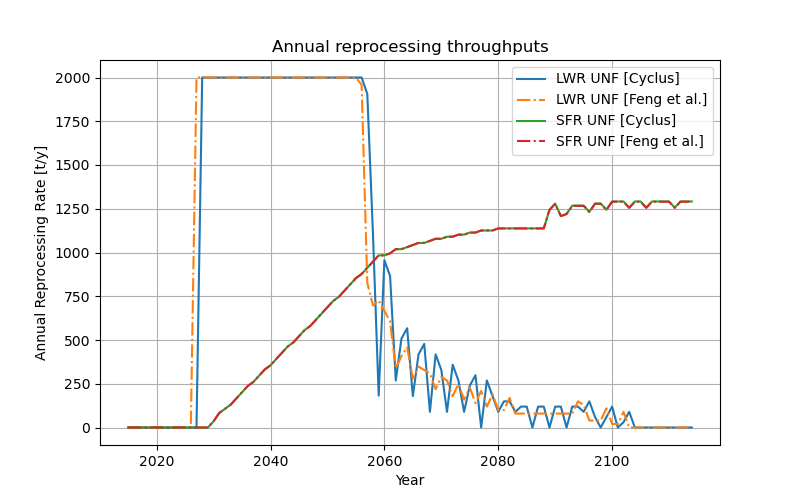 Annual reprocessing throughputs
LWR UNF [Cyclus]
LWR UNF [Feng et al.]
SFR UNF [Cyclus]
SFR UNF [Feng et al.]
Annual Reprocessing Rate [t/y]
2000
1750
1500
1250
1000
750
500
250
0
2020 2040 2060 2080 2100
Year